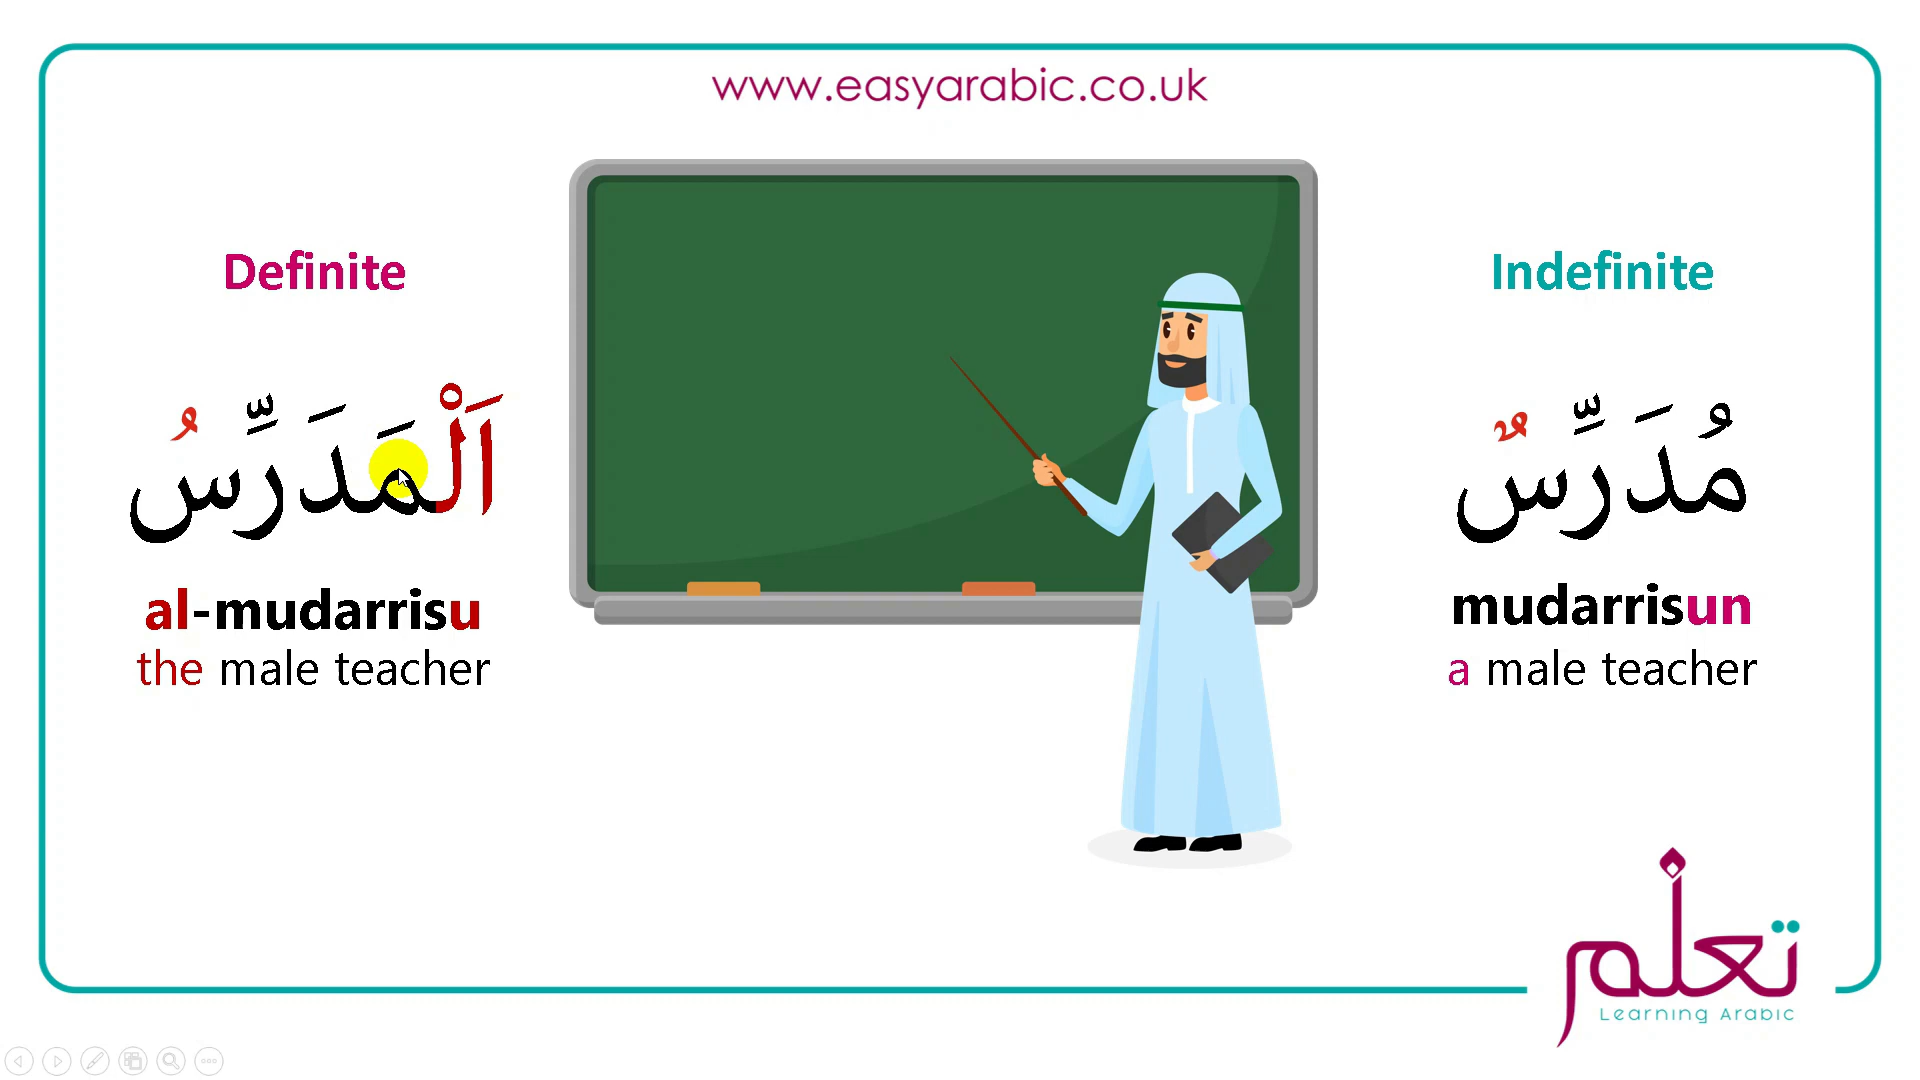 www.easyarabic.co.uk
Definite
اَلْمَدَرِّسُ
al-mudarrisu
the male teacher
Indefinite
مُدَرِّسٌ
mudarrisun
a male teacher
تعلم
Learning Arabic